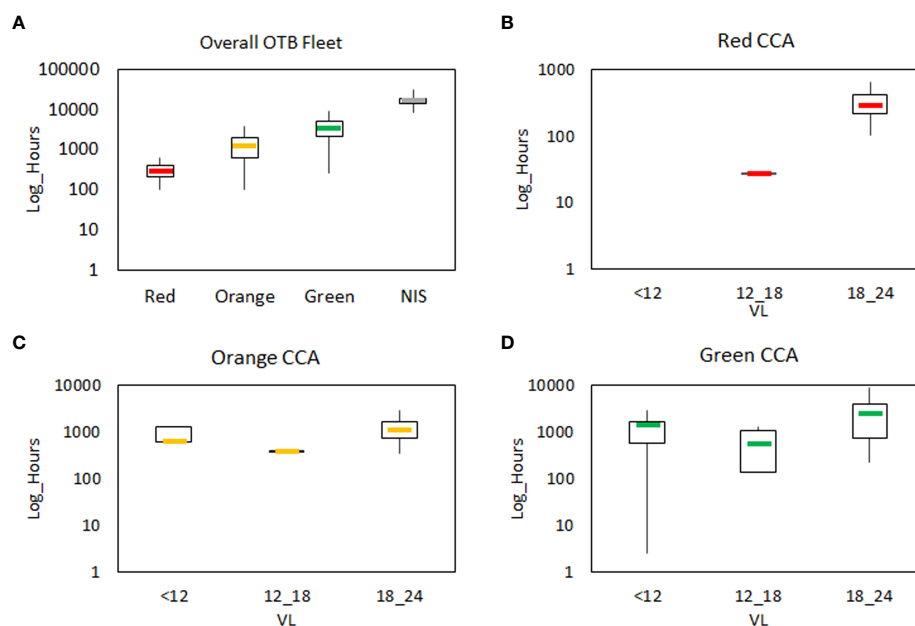 A
Overall OTB Fleet
100000
10000
1000
100
10
1
Log_Hours
Red Orange Green NIS
B
Red CCA
1000
100
10
1
Log_Hours
<12 12_18 18_24
VL
C
Orange CCA
10000
1000
100
10
1
Log_Hours
<12 12_18 18_24
VL
D
Green CCA
10000
1000
100
10
1
Log_Hours
<12 12_18 18_24
VL